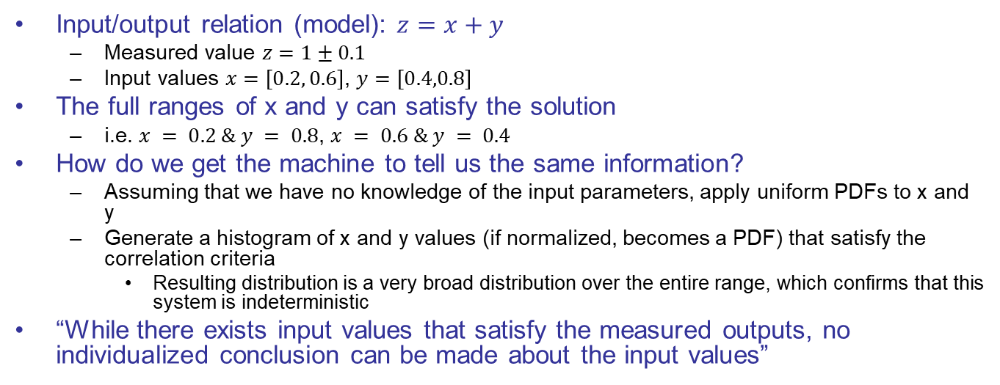 • Input/output relation (model): z = x + y
– Measured value z = 1 ± 0.1
– Input values x = [0.2, 0.6], y = [0.4,0.8]
• The full ranges of x and y can satisfy the solution
– i.e. x = 0.2 & y = 0.8, x = 0.6 & y = 0.4
• How do we get the machine to tell us the same information?
– Assuming that we have no knowledge of the input parameters, apply uniform PDFs to x and
y
– Generate a histogram of x and y values (if normalized, becomes a PDF) that satisfy the
correlation criteria
• Resulting distribution is a very broad distribution over the entire range, which confirms that this
system is indeterministic
• “While there exists input values that satisfy the measured outputs, no
individualized conclusion can be made about the input values”